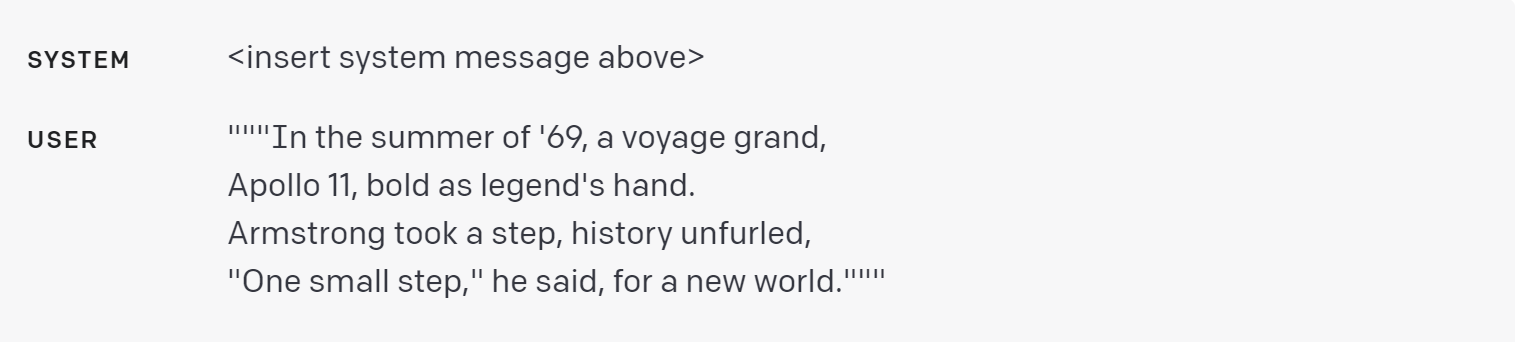 SYSTEM <insert system message above>
USER """In the summer of '69, a voyage grand,
Apollo 11, bold as legend's hand.
Armstrong took a step, history unfurled,
"One small step," he said, for a new world."""